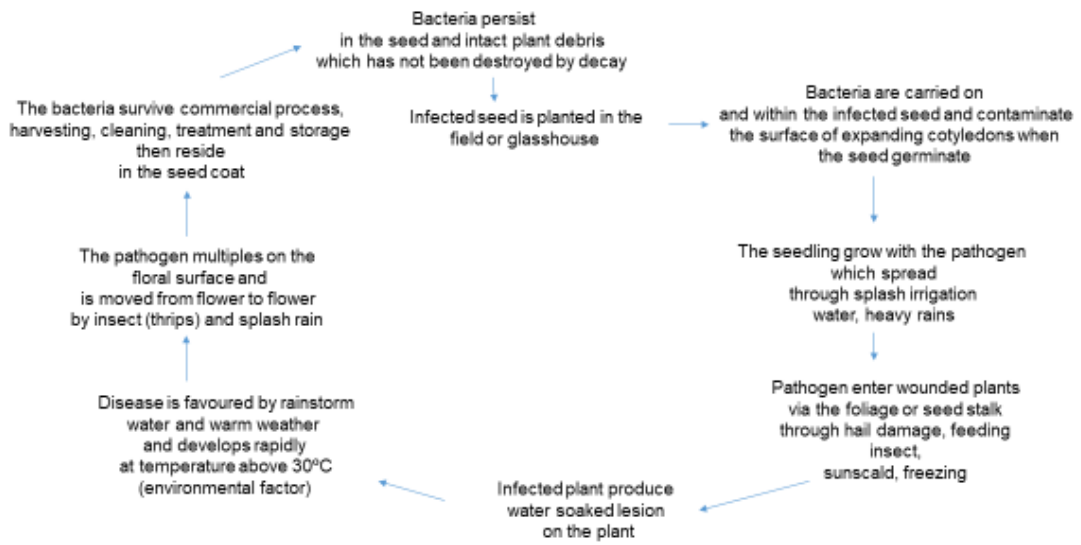 Bacteria persist
in the seed and intact plant debris
which has not been destroyed by decay
Infected seed is planted in the
field or glasshouse
Bacteria are carried on
and within the infected seed and contaminate
the surface of expanding cotyledons when
the seed germinate
The seedling grow with the pathogen
which spread
through splash irrigation
water, heavy rains
Pathogen enter wounded plants
via the foliage or seed stalk
through hail damage, feeding
insect,
sunscald, freezing
Infected plant produce
water soaked lesion
on the plant
Disease is favoured by rainstorm
water and warm weather
and develops rapidly
at temperature above 30ºC
(environmental factor)
The pathogen multiples on the
floral surface and
is moved from flower to flower
by insect (thrips) and splash rain
The bacteria survive commercial process,
harvesting, cleaning, treatment and storage
then reside
in the seed coat